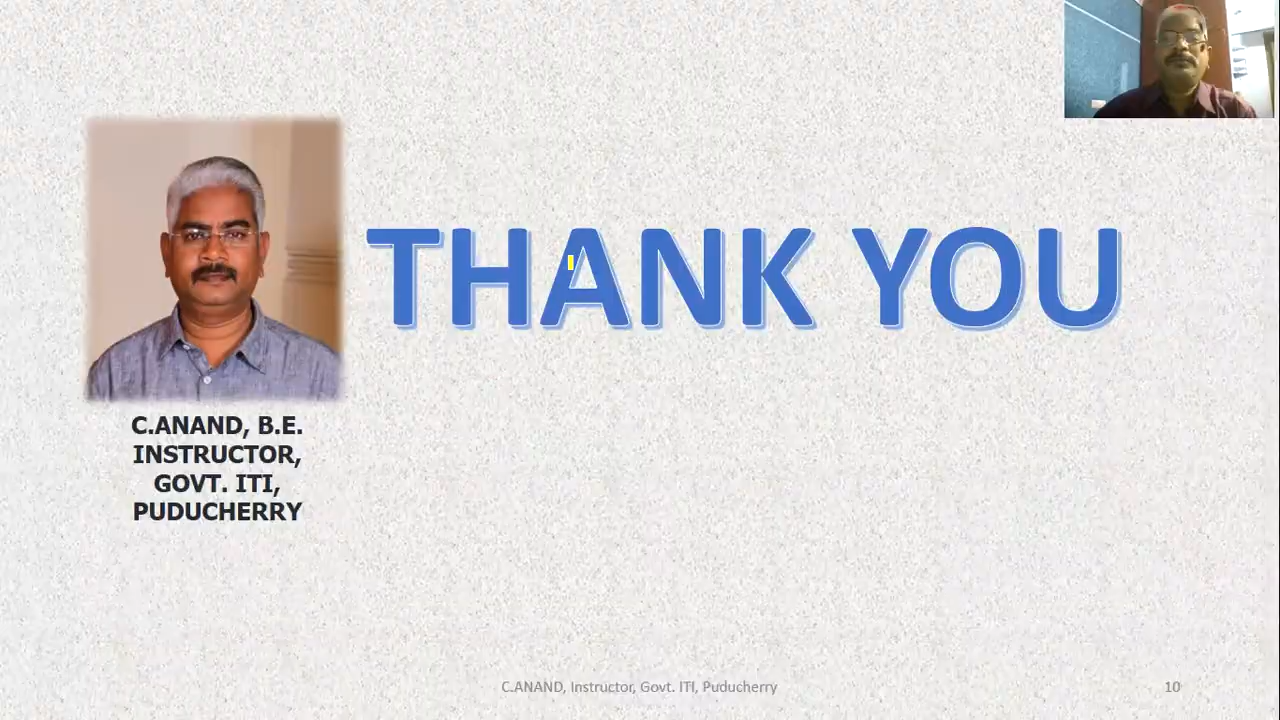 THANK YOU
C.ANAND, B.E.
INSTRUCTOR,
GOVT. ITI,
PUDUCHERRY
C.ANAND, Instructor, Govt. ITI, Puducherry
10